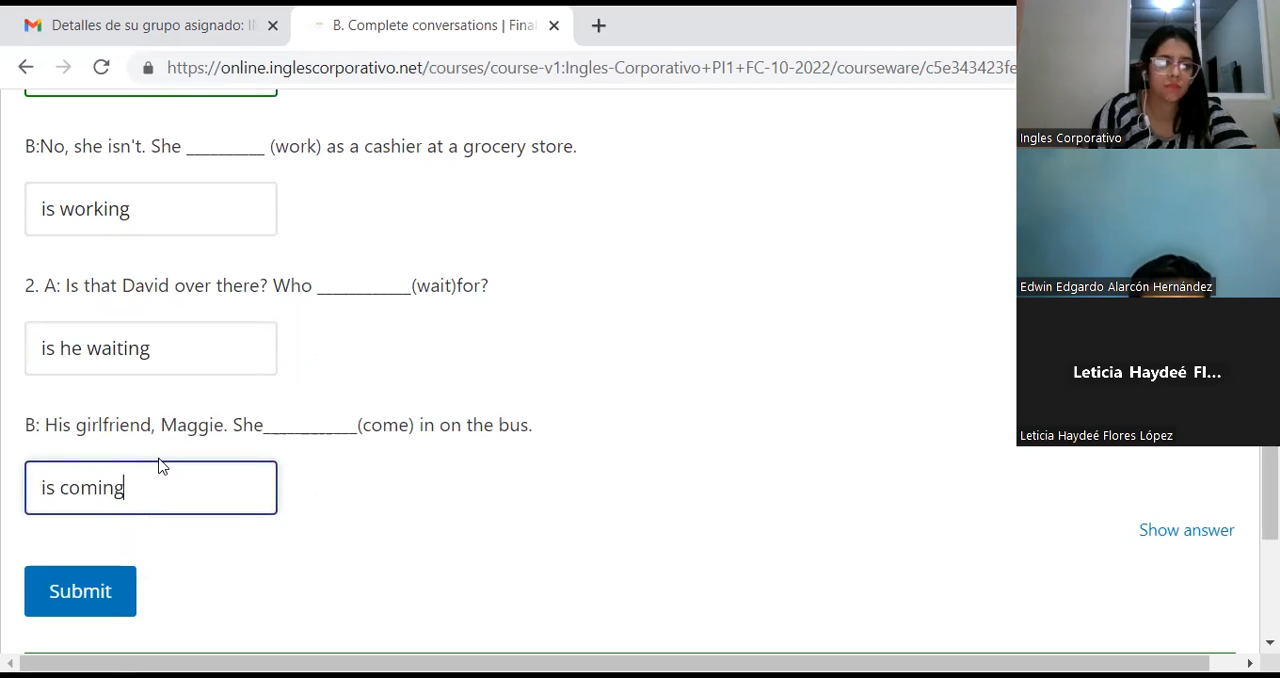 Detalles de su grupo asignado: I
B. Complete conversations | Fina
https://online.inglescorporativo.net/courses/course-v1:Ingles-Corporativo+PI1+FC-10-2022/courseware/c5e343423fe
B:No, she isn't. She __________ (work) as a cashier at a grocery store.
is working
2. A: Is that David over there? Who ____________(wait)for?
is he waiting
B: His girlfriend, Maggie. She____________(come) in on the bus.
is coming
Show answer
Submit
Ingles Corporativo
Edwin Edgardo Alarcón Hernández
Leticia Haydeé Fl...
Leticia Haydeé Flores López